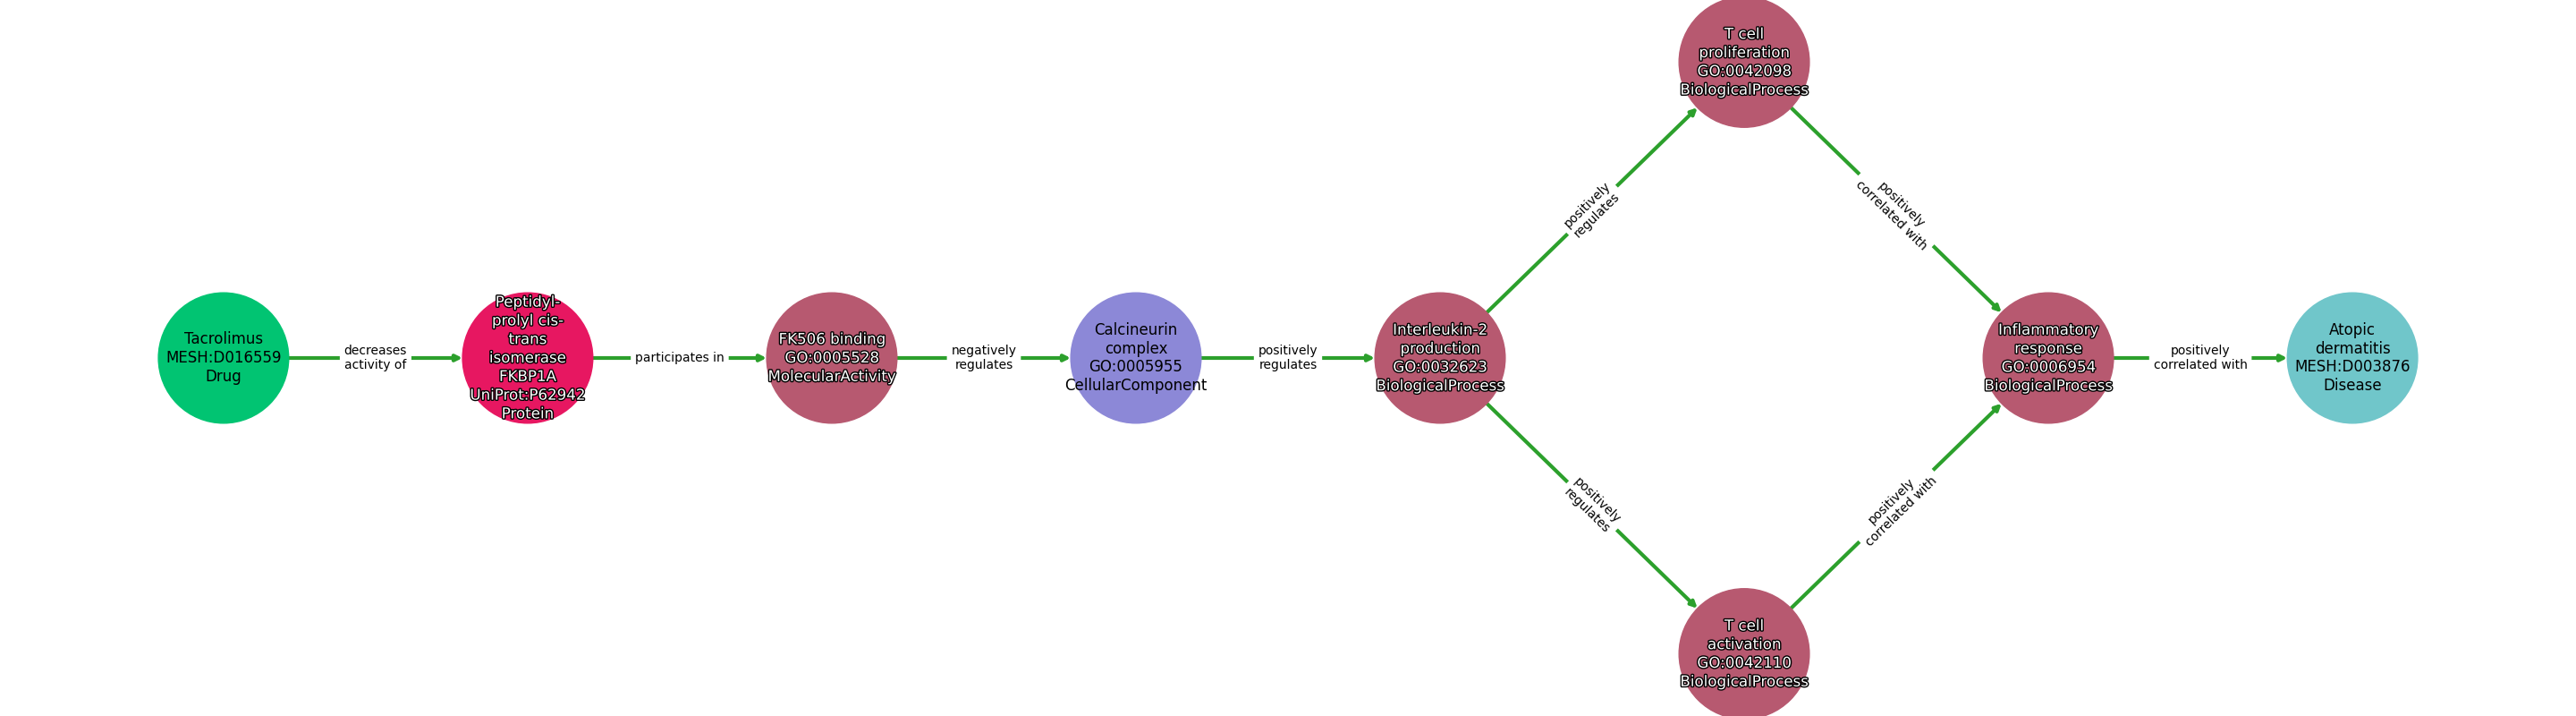 Tacrolimus
MESH:D016559
Drug
decreases
activity of
Peptidyl-
prolyl cis-
trans
isomerase
FKBP1A
UniProt:P62942
Protein
participates in
FK506 binding
GO:0005528
MolecularActivity
negatively
regulates
Calcineurin
complex
GO:0005955
CellularComponent
positively
regulates
Interleukin-2
production
GO:0032623
BiologicalProcess
positively
regulates
T cell
proliferation
GO:0042098
BiologicalProcess
positively
correlated with
positively
regulates
T cell
activation
GO:0042110
BiologicalProcess
positively
correlated with
Inflammatory
response
GO:0006954
BiologicalProcess
positively
correlated with
Atopic
dermatitis
MESH:D003876
Disease